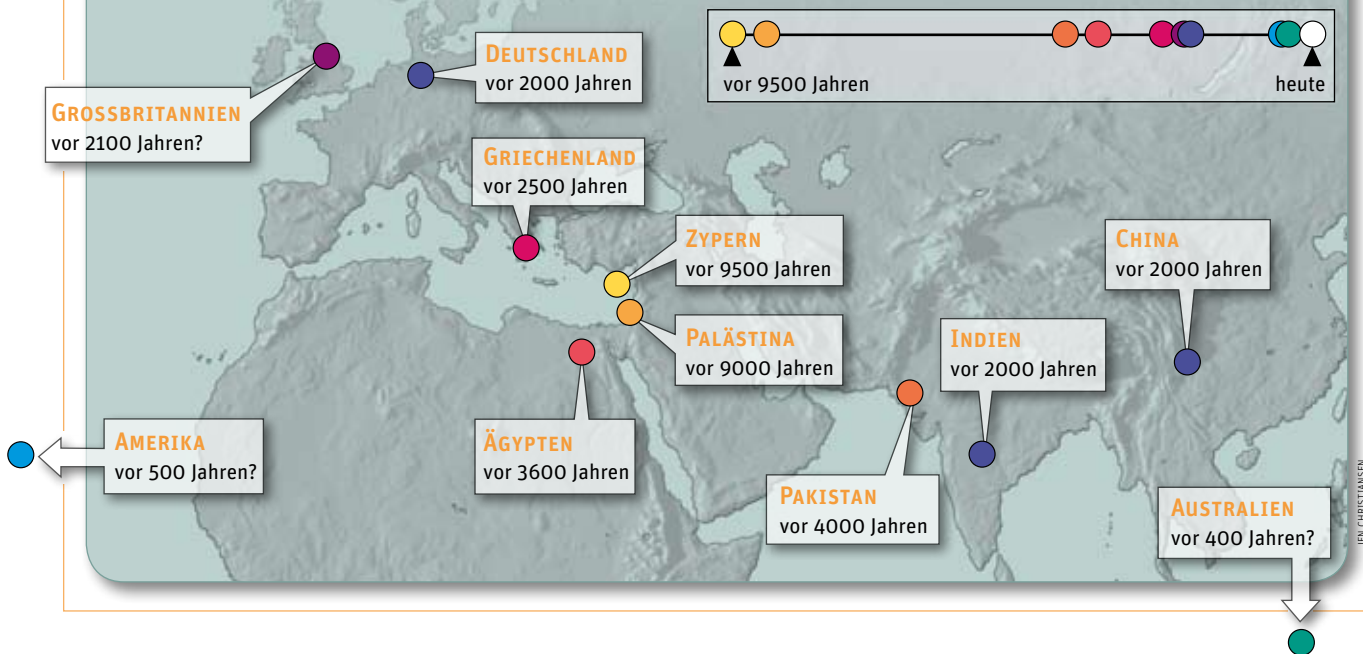 DEUTSCHLAND
vor 2000 Jahren
vor 9500 Jahren
heute
GROSSBRITANNIEN
vor 2100 Jahren?
GRIECHENLAND
vor 2500 Jahren
ZYPERN
vor 9500 Jahren
CHINA
vor 2000 Jahren
PALÄSTINA
vor 9000 Jahren
INDIEN
vor 2000 Jahren
AMERIKA
vor 500 Jahren?
ÄGYPTEN
vor 3600 Jahren
PAKISTAN
vor 4000 Jahren
AUSTRALIEN
vor 400 Jahren?
JEN CHRISTIANSEN